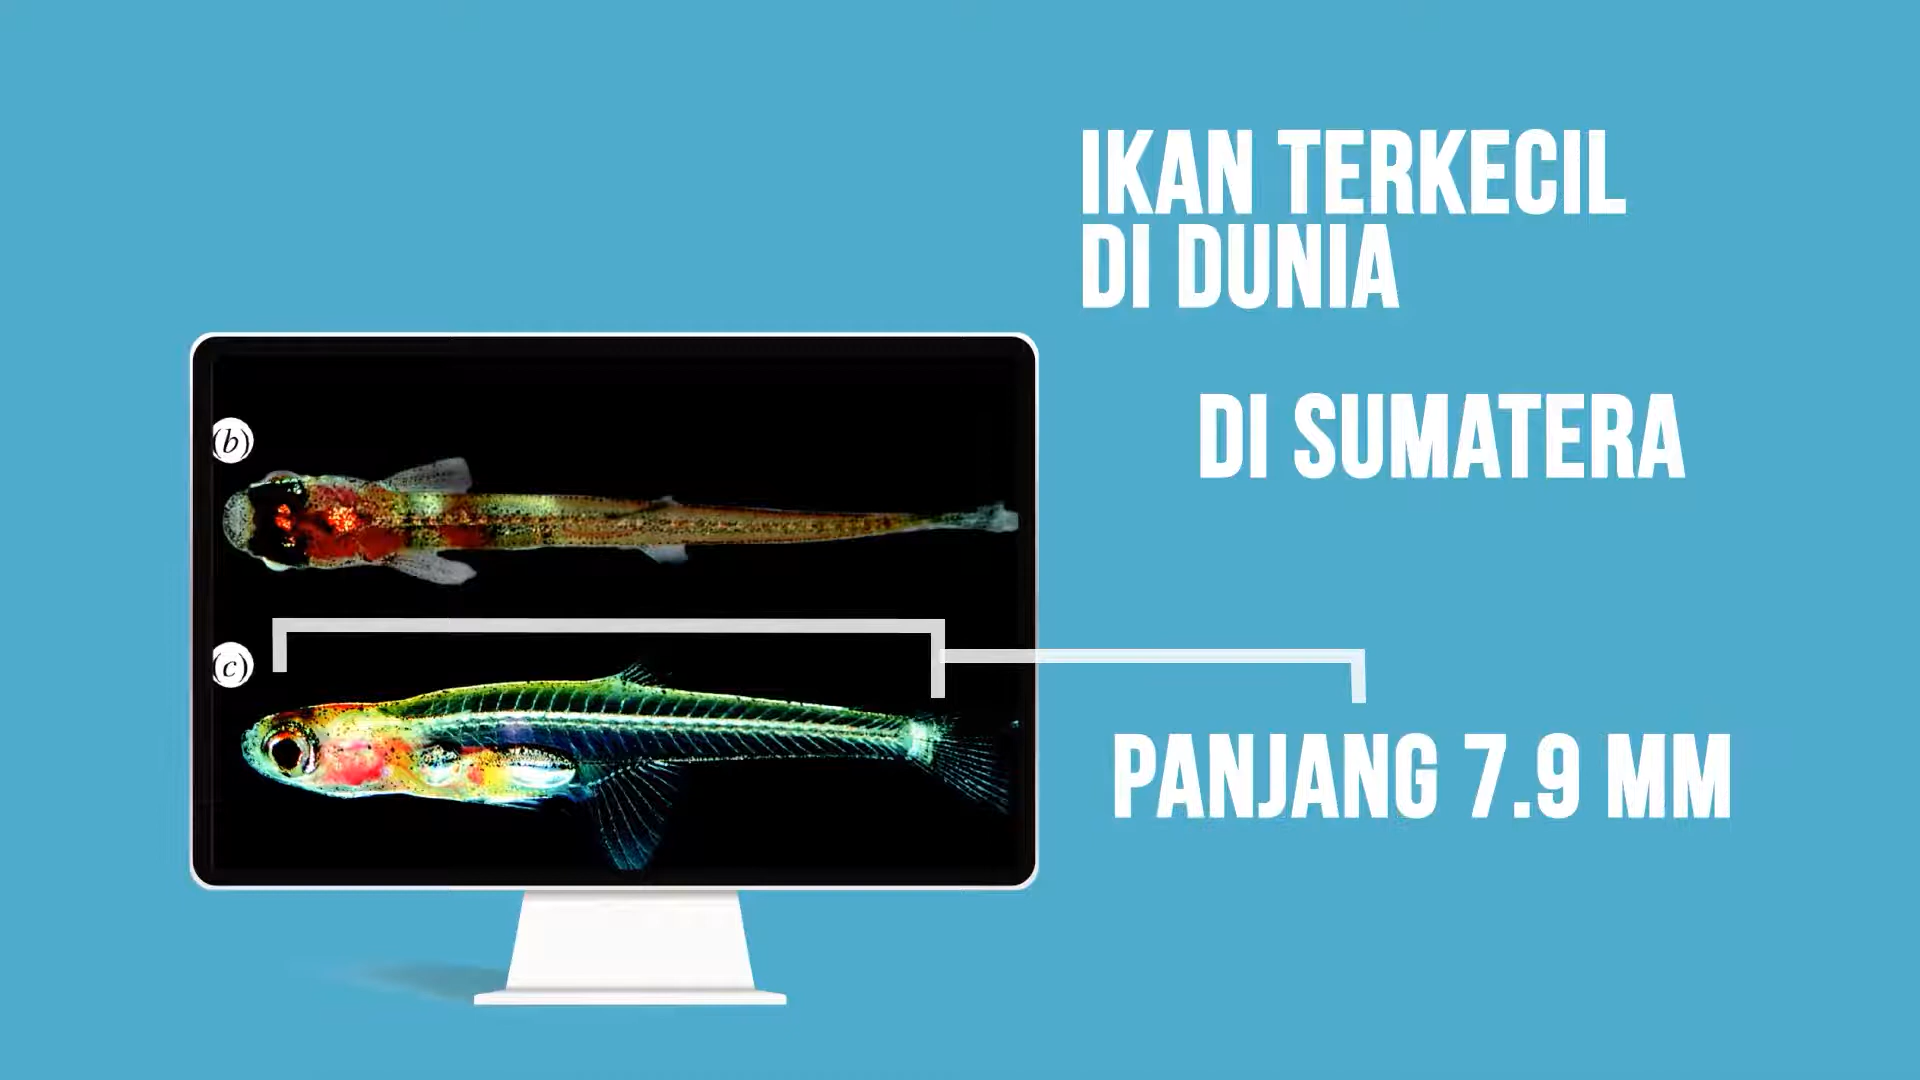 IKAN TERKECIL
DI DUNIA
DI SUMATERA
(b)
(c)
PANJANG 7.9 MM